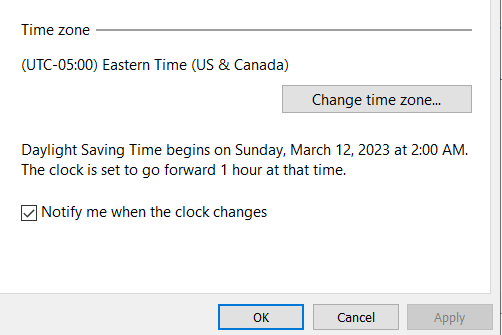 Time zone
(UTC-05:00) Eastern Time (US & Canada)
Change time zone...
Daylight Saving Time begins on Sunday, March 12, 2023 at 2:00 AM.
The clock is set to go forward 1 hour at that time.
Notify me when the clock changes
OK Cancel Apply